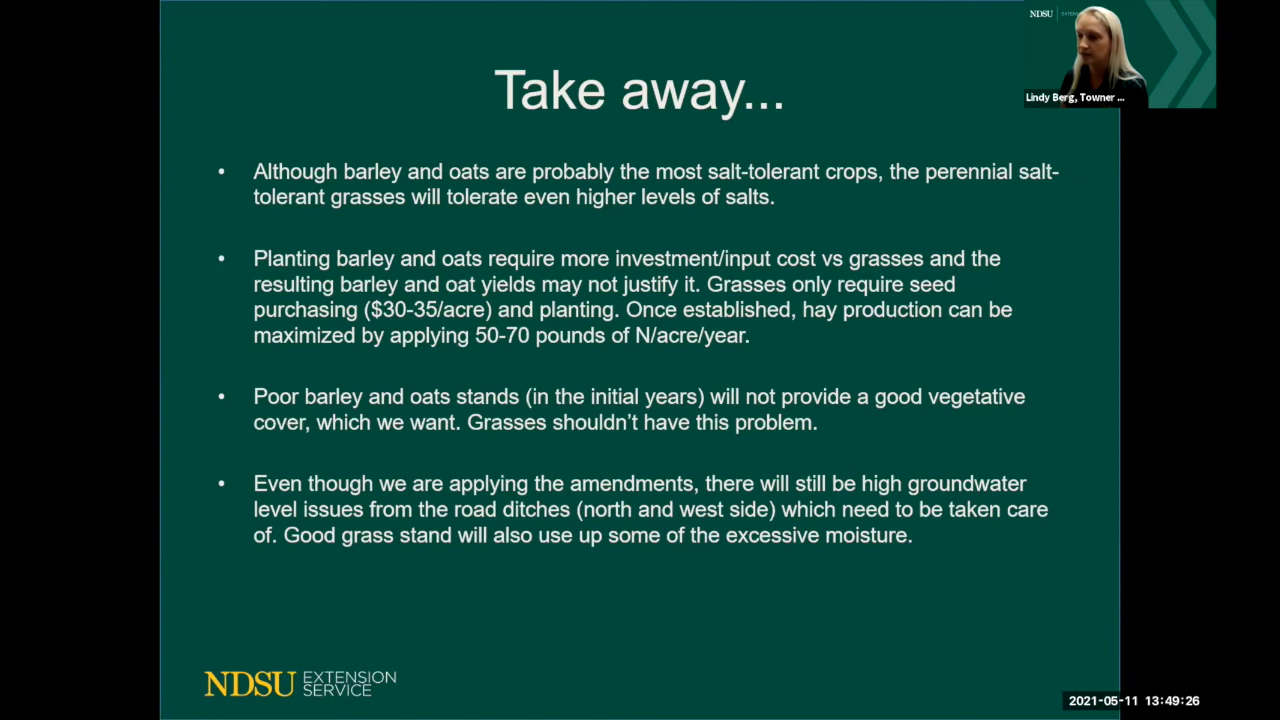 NDSU
Lindy Berg, Towner ...
Take away...
• Although barley and oats are probably the most salt-tolerant crops, the perennial salt-
tolerant grasses will tolerate even higher levels of salts.
• Planting barley and oats require more investment/input cost vs grasses and the
resulting barley and oat yields may not justify it. Grasses only require seed
purchasing ($30-35/acre) and planting. Once established, hay production can be
maximized by applying 50-70 pounds of N/acre/year.
• Poor barley and oats stands (in the initial years) will not provide a good vegetative
cover, which we want. Grasses shouldn't have this problem.
• Even though we are applying the amendments, there will still be high groundwater
level issues from the road ditches (north and west side) which need to be taken care
of. Good grass stand will also use up some of the excessive moisture.
NDSU EXTENSION
SERVICE
2021-05-11 13:49:26